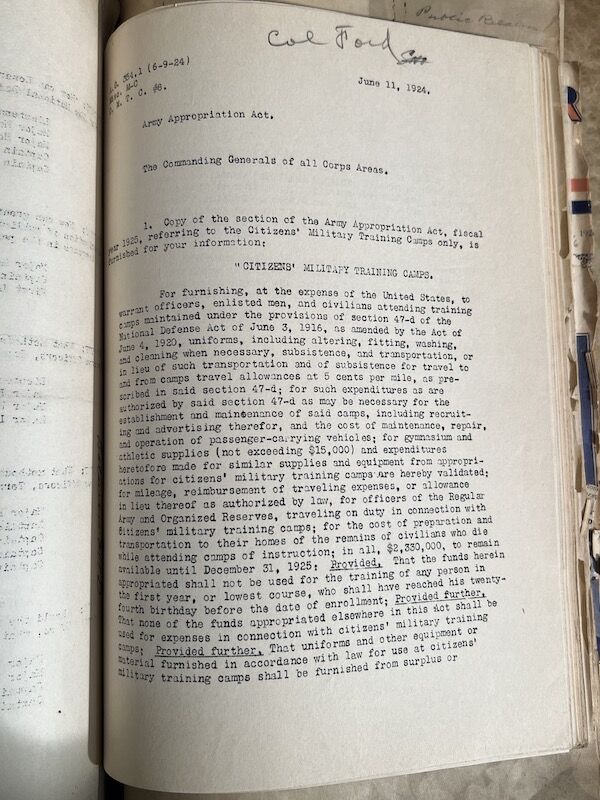 Public Relations
Col Ford
A.G. 354.1 (6-9-24)
Misc. M-C
C. M. T. C. #6.
June 11, 1924.
Army Appropriation Act.
The Commanding Generals of all Corps Areas.
1. Copy of the section of the Army Appropriation Act, fiscal
year 1925, referring to the Citizens' Military Training Camps only, is
furnished for your information:
"CITIZENS' MILITARY TRAINING CAMPS.
For furnishing, at the expense of the United States, to
warrant officers, enlisted men, and civilians attending training
camps maintained under the provisions of section 47-d of the
National Defense Act of June 3, 1916, as amended by the Act of
June 4, 1920, uniforms, including altering, fitting, washing,
and cleaning when necessary, subsistence, and transportation, or
in lieu of such transportation and of subsistence for travel to
and from camps travel allowances at 5 cents per mile, as pre-
scribed in said section 47-d; for such expenditures as are
authorized by said section 47-d as may be necessary for the
establishment and maintenance of said camps, including recruit-
ing and advertising therefor, and the cost of maintenance, repair,
and operation of passenger-carrying vehicles; for gymnasium and
athletic supplies (not exceeding $15,000) and expenditures
heretofore made for similar supplies and equipment from appropri-
ations for citizens' military training camps are hereby validated;
for mileage, reimbursement of traveling expenses, or allowance
in lieu thereof as authorized by law, for officers of the Regular
Army and Organized Reserves, traveling on duty in connection with
citizens' military training camps; for the cost of preparation and
transportation to their homes of the remains of civilians who die
while attending camps of instruction; in all, $2,330,000, to remain
available until December 31, 1925: Provided, That the funds herein
appropriated shall not be used for the training of any person in
the first year, or lowest course, who shall have reached his twenty-
fourth birthday before the date of enrollment; Provided further,
That none of the funds appropriated elsewhere in this Act shall be
used for expenses in connection with citizens' military training
camps; Provided further, That uniforms and other equipment or
material furnished in accordance with law for use at citizens'
military training camps shall be furnished from surplus or